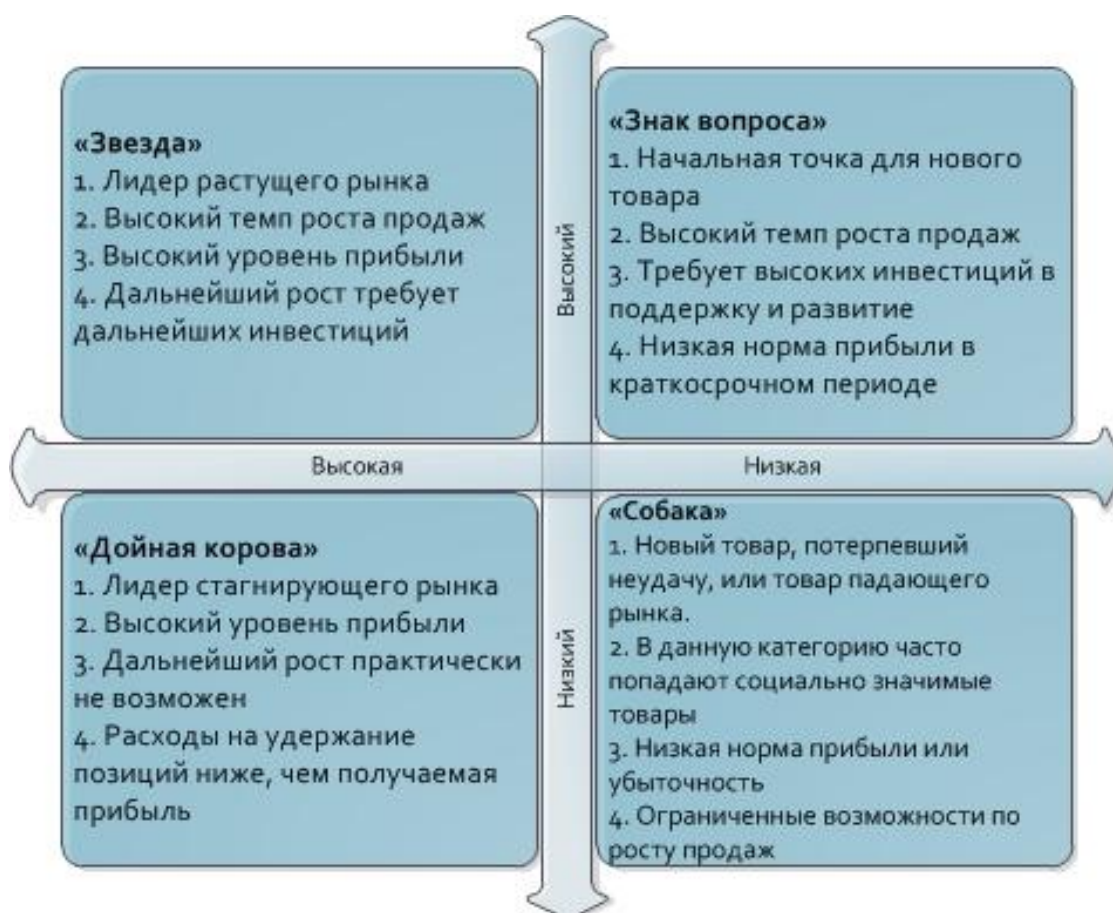 «Звезда»
1. Лидер растущего рынка
2. Высокий темп роста продаж
3. Высокий уровень прибыли
4. Дальнейший рост требует
дальнейших инвестиций
Высокий
«Знак вопроса»
1. Начальная точка для нового
товара
2. Высокий темп роста продаж
3. Требует высоких инвестиций в
поддержку и развитие
4. Низкая норма прибыли в
краткосрочном периоде
Высокая
Низкая
«Дойная корова»
1. Лидер стагнирующего рынка
2. Высокий уровень прибыли
3. Дальнейший рост практически
не возможен
4. Расходы на удержание
позиций ниже, чем получаемая
прибыль
Низкий
«Собака»
1. Новый товар, потерпевший
неудачу, или товар падающего
рынка.
2. В данную категорию часто
попадают социально значимые
товары
3. Низкая норма прибыли или
убыточность
4. Ограниченные возможности по
росту продаж